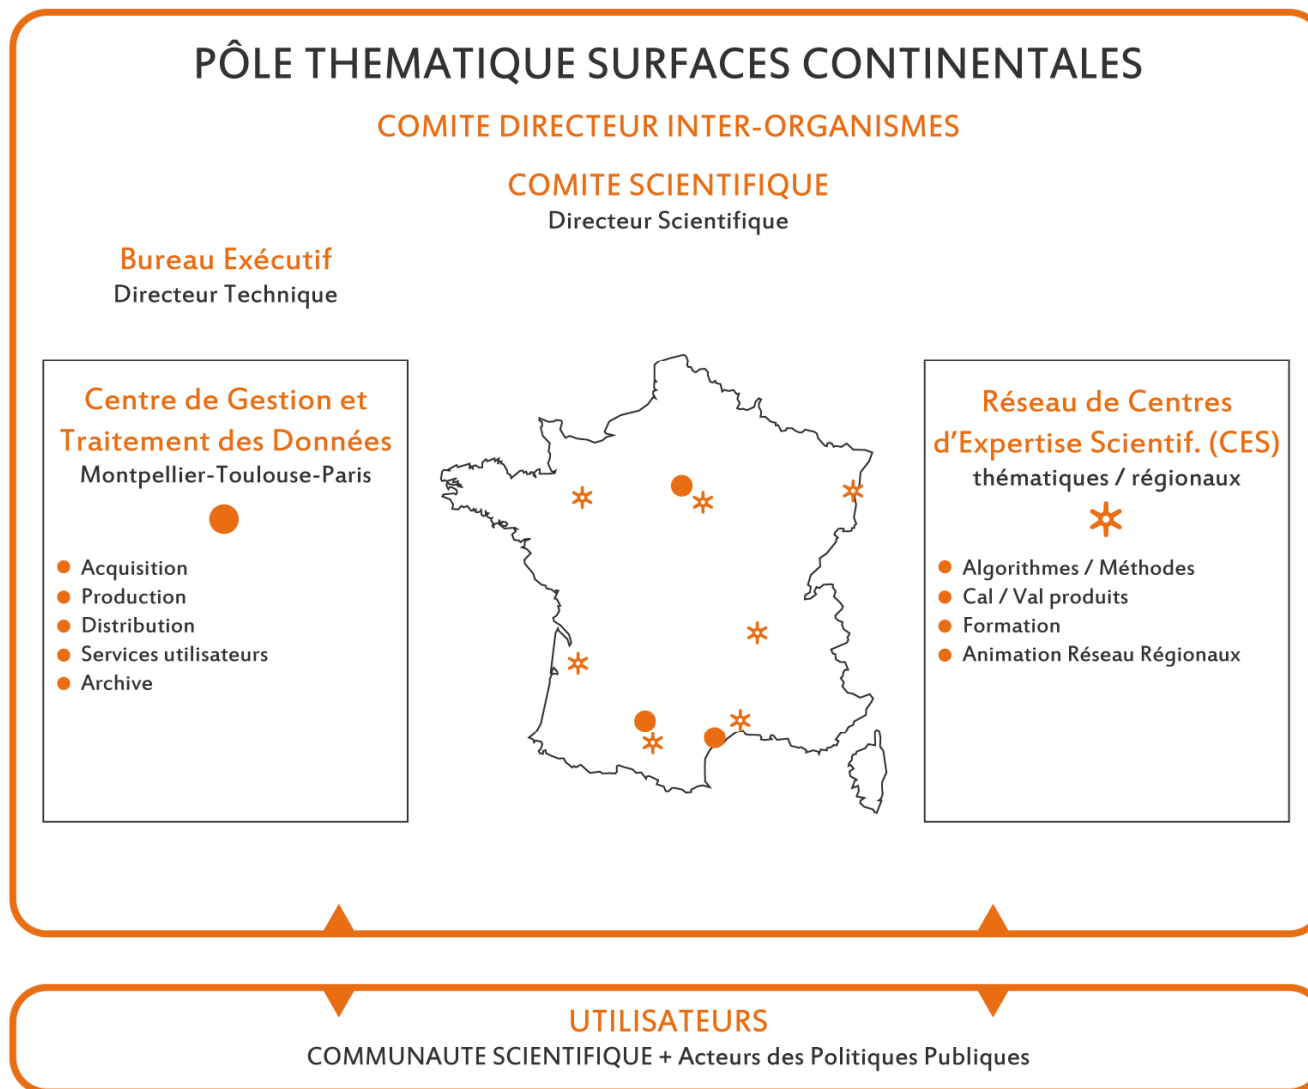 PÔLE THEMATIQUE SURFACES CONTINENTALES
COMITE DIRECTEUR INTER-ORGANISMES
COMITE SCIENTIFIQUE
Directeur Scientifique
Bureau Exécutif
Directeur Technique
Centre de Gestion et
Traitement des Données
Montpellier-Toulouse-Paris
Acquisition
Production
Distribution
Services utilisateurs
Archive
Réseau de Centres
d'Expertise Scientif. (CES)
thématiques / régionaux
Algorithmes / Méthodes
Cal / Val produits
Formation
Animation Réseau Régionaux
UTILISATEURS
COMMUNAUTE SCIENTIFIQUE + Acteurs des Politiques Publiques